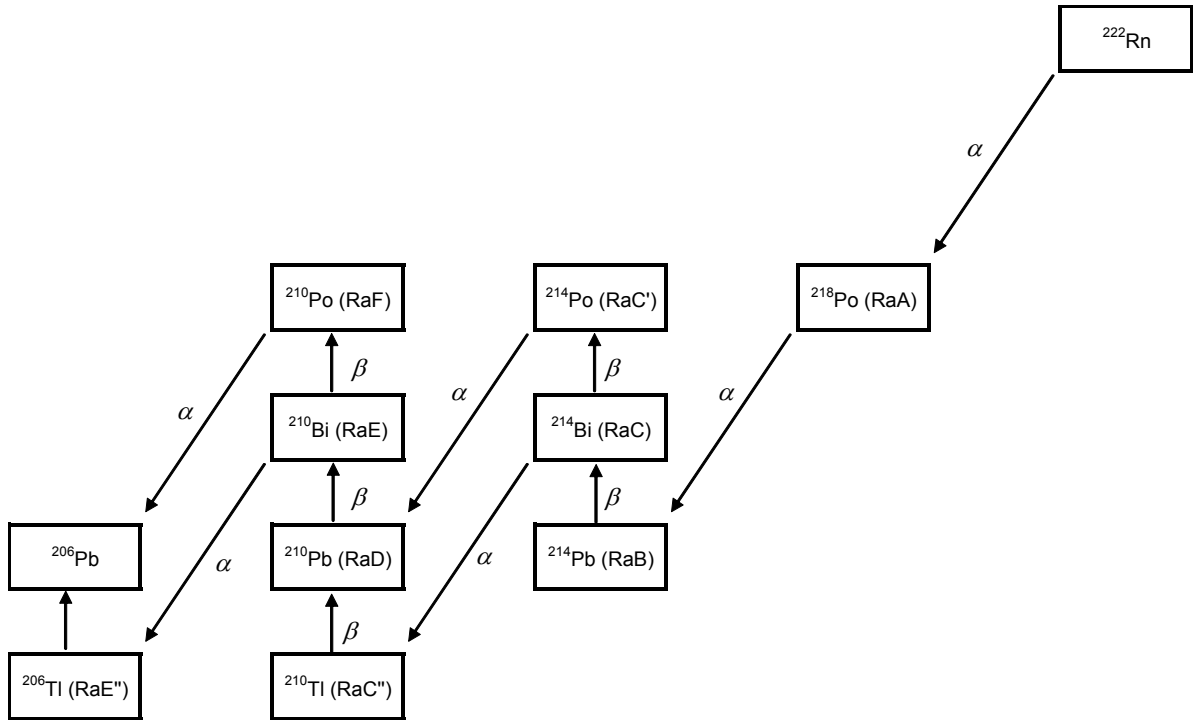 ²²²Rn
α
²¹⁰Po (RaF)
²¹⁴Po (RaC')
²¹⁸Po (RaA)
β
β
α
α
α
²¹⁰Bi (RaE)
²¹⁴Bi (RaC)
β
β
²⁰⁶Pb
α
²¹⁰Pb (RaD)
α
²¹⁴Pb (RaB)
β
²⁰⁶Tl (RaE")
²¹⁰Tl (RaC")